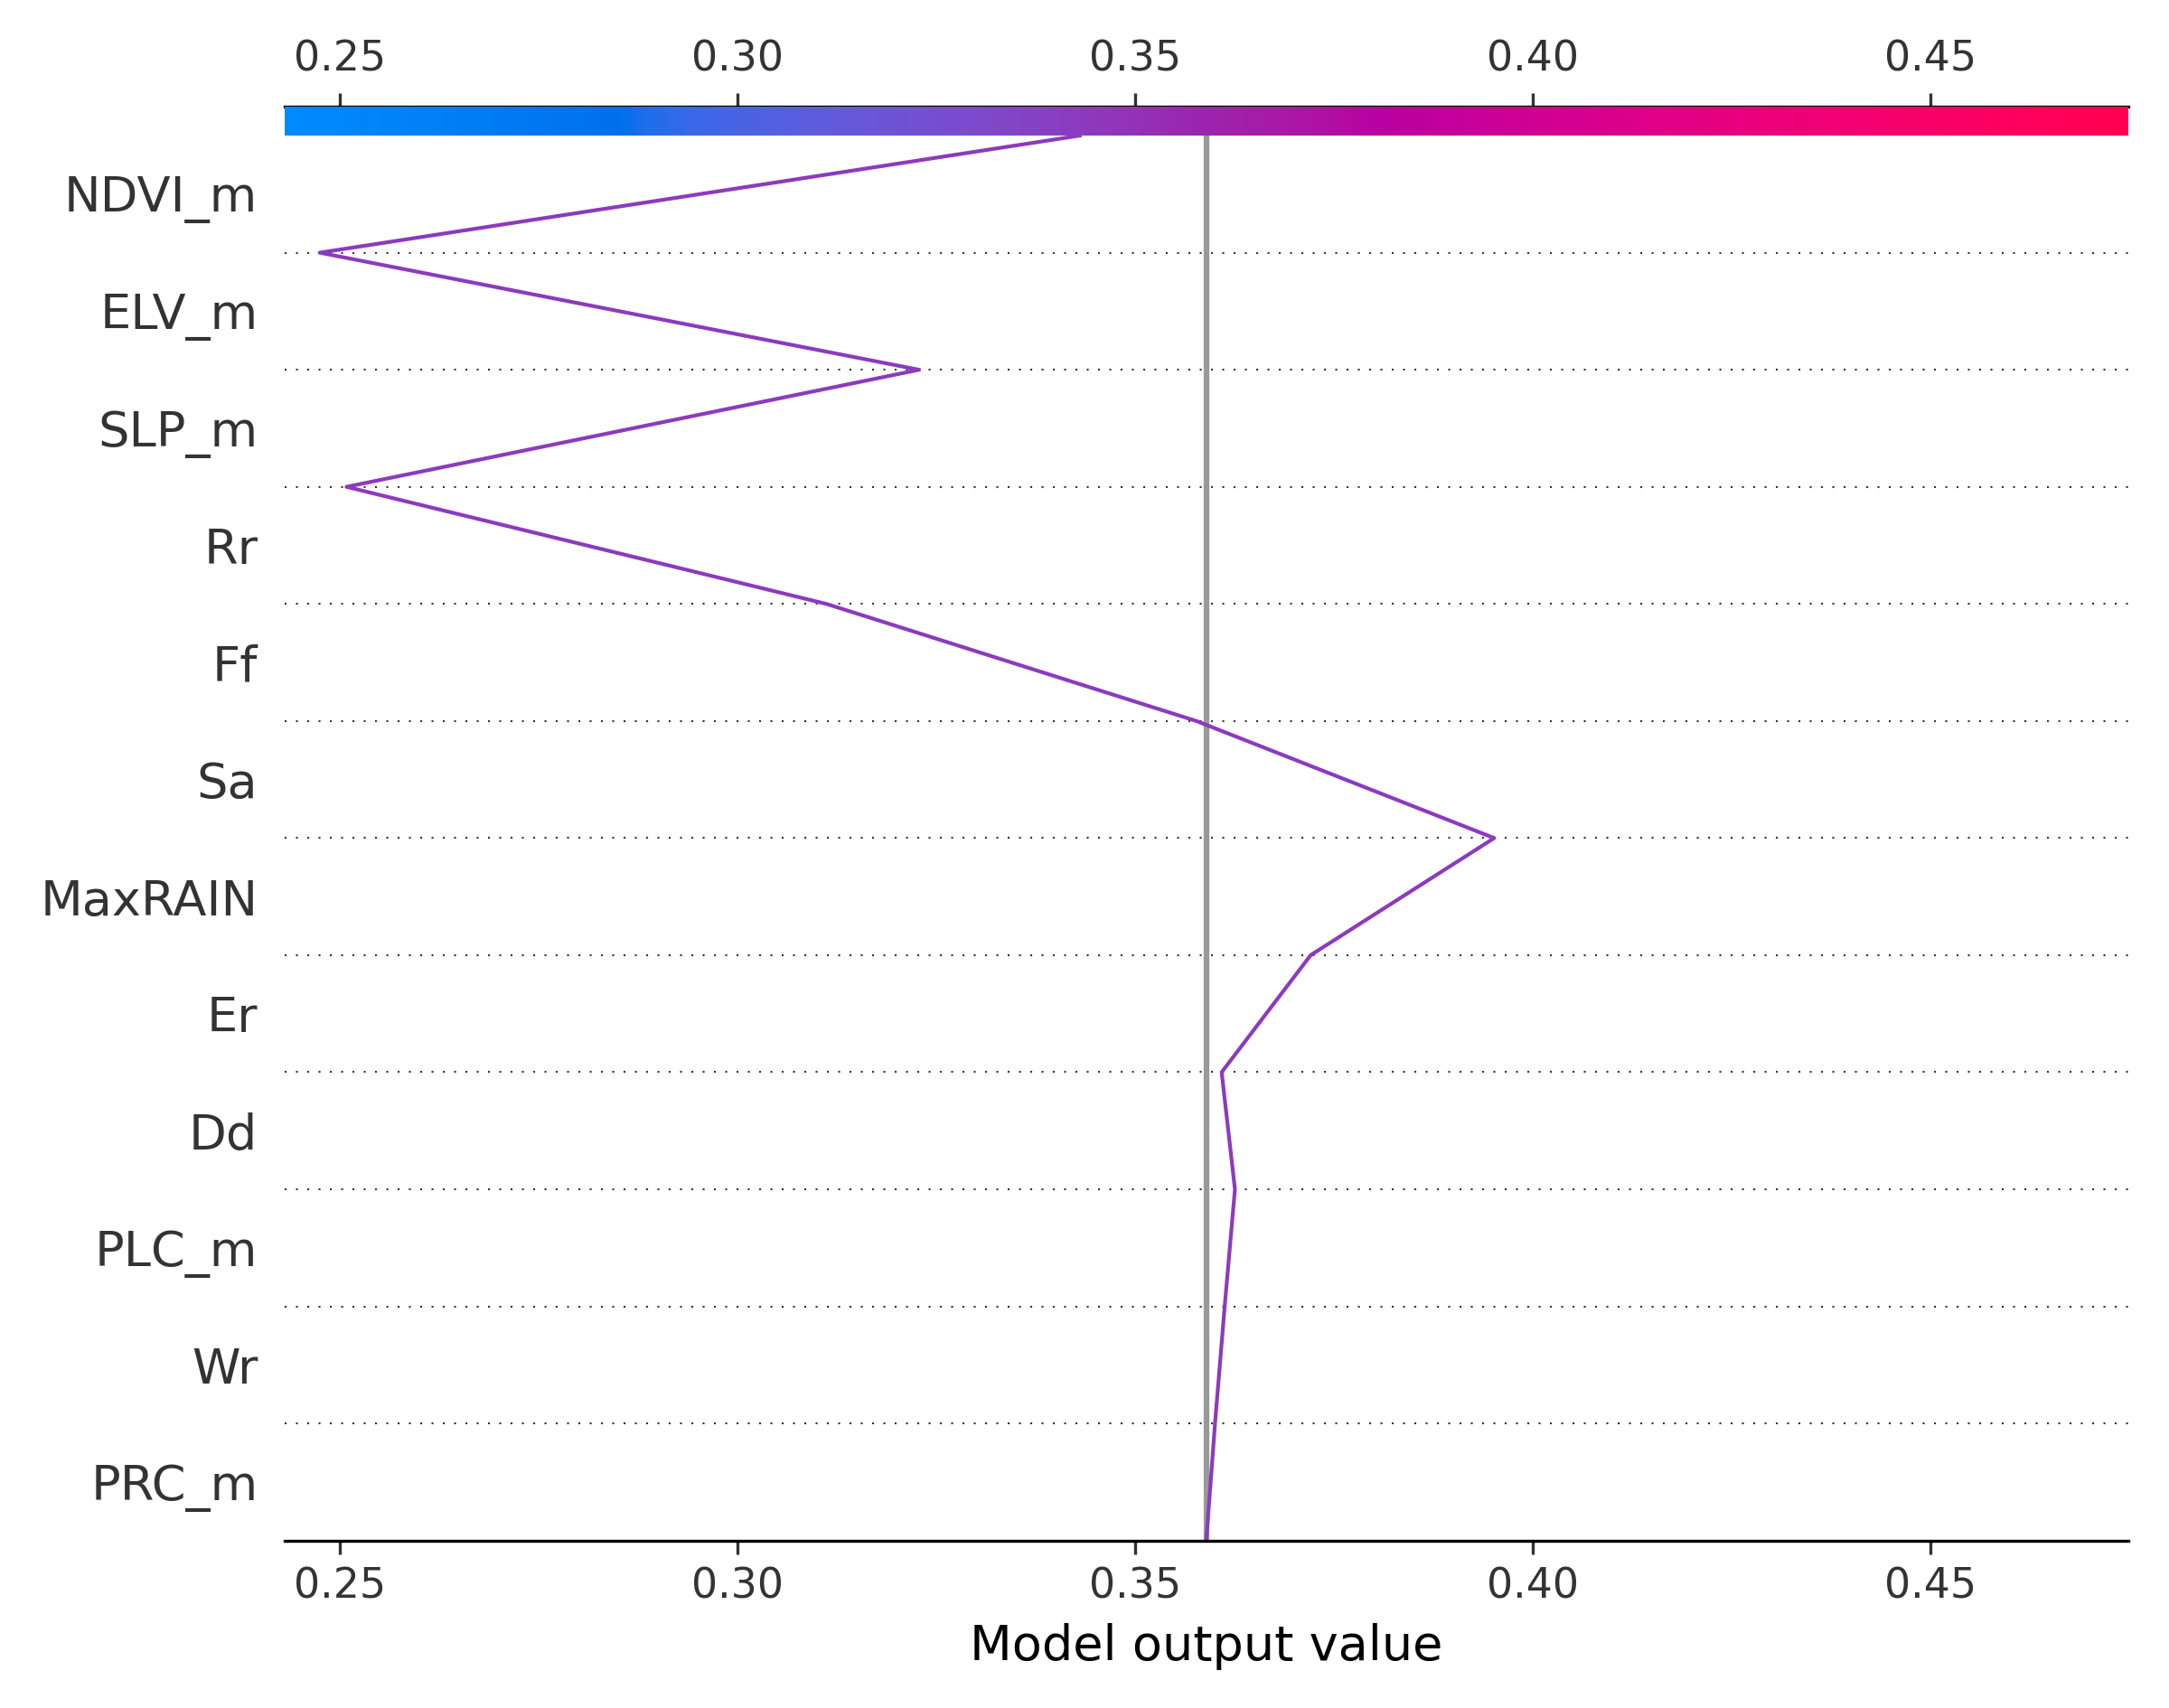 0.25 0.30 0.35 0.40 0.45
NDVI_m
ELV_m
SLP_m
Rr
Ff
Sa
MaxRAIN
Er
Dd
PLC_m
Wr
PRC_m
0.25 0.30 0.35 0.40 0.45
Model output value